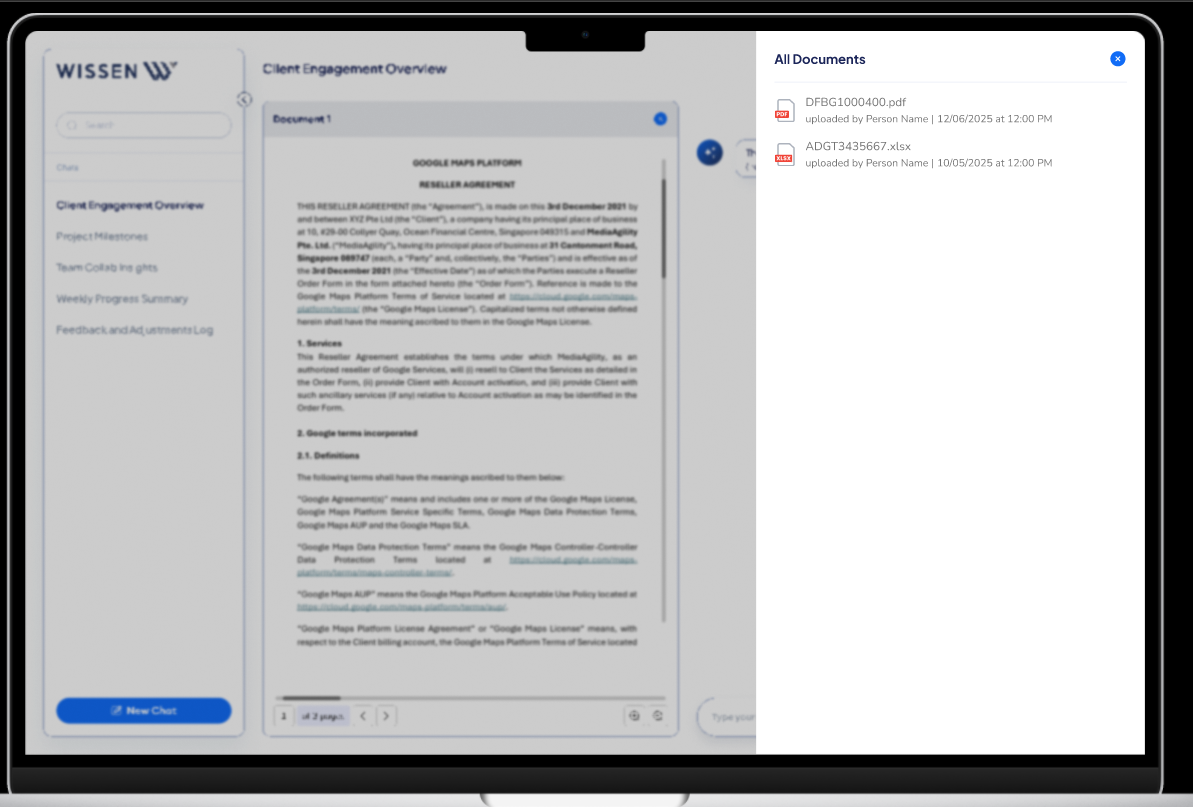 WISSEN
Search
Chats
Client Engagement Overview
Project Milestones
Team Collab Insights
Weekly Progress Summary
Feedback and Adjustments Log
New Chat
Client Engagement Overview
Document 1
GOOGLE MAPS PLATFORM
RESELLER AGREEMENT
THIS RESELLER AGREEMENT (the "Agreement"), is made on this 3rd December 2021 by
and between XYZ Pte Ltd (the "Client"), a company having its principal place of business
at 10, #29-00 Collyer Quay, Ocean Financial Centre, Singapore 049315 and MediaAgility
Pte. Ltd. ("MediaAgility"), having its principal place of business at 21 Cantonment Road,
Singapore 089747 (each, a "Party" and, collectively, the "Parties") and is effective as of
the 3rd December 2021 (the "Effective Date") as of which the Parties execute a Reseller
Order Form in the form attached hereto (the "Order Form"). Reference is made to the
Google Maps Platform Terms of Service located at https://cloud.google.com/maps-
platform/terms/ (the "Google Maps License"). Capitalized terms not otherwise defined
herein shall have the meaning ascribed to them in the Google Maps License.
1. Services
This Reseller Agreement establishes the terms under which MediaAgility, as an
authorized reseller of Google Services, will (i) resell to Client the Services as detailed in
the Order Form, (ii) provide Client with Account activation, and (iii) provide Client with
such ancillary services (if any) relative to Account activation as may be identified in the
Order Form.
2. Google terms incorporated
2.1. Definitions
The following terms shall have the meanings ascribed to them below:
"Google Agreement(s)" means and includes one or more of the Google Maps License,
Google Maps Platform Service Specific Terms, Google Maps Data Protection Terms,
Google Maps AUP and the Google Maps SLA.
"Google Maps Data Protection Terms" means the Google Maps Controller-Controller
Data Protection Terms located at https://cloud.google.com/maps-
platform/terms/maps-controller-terms/.
"Google Maps AUP" means the Google Maps Platform Acceptable Use Policy located at
https://cloud.google.com/maps-platform/terms/aup/.
"Google Maps Platform License Agreement" or "Google Maps License" means, with
respect to the Client billing account, the Google Maps Platform Terms of Service located
1 of 2 pages
Type your
All Documents
PDF
DFBG1000400.pdf
uploaded by Person Name | 12/06/2025 at 12:00 PM
XLSX
ADGT3435667.xlsx
uploaded by Person Name | 10/05/2025 at 12:00 PM